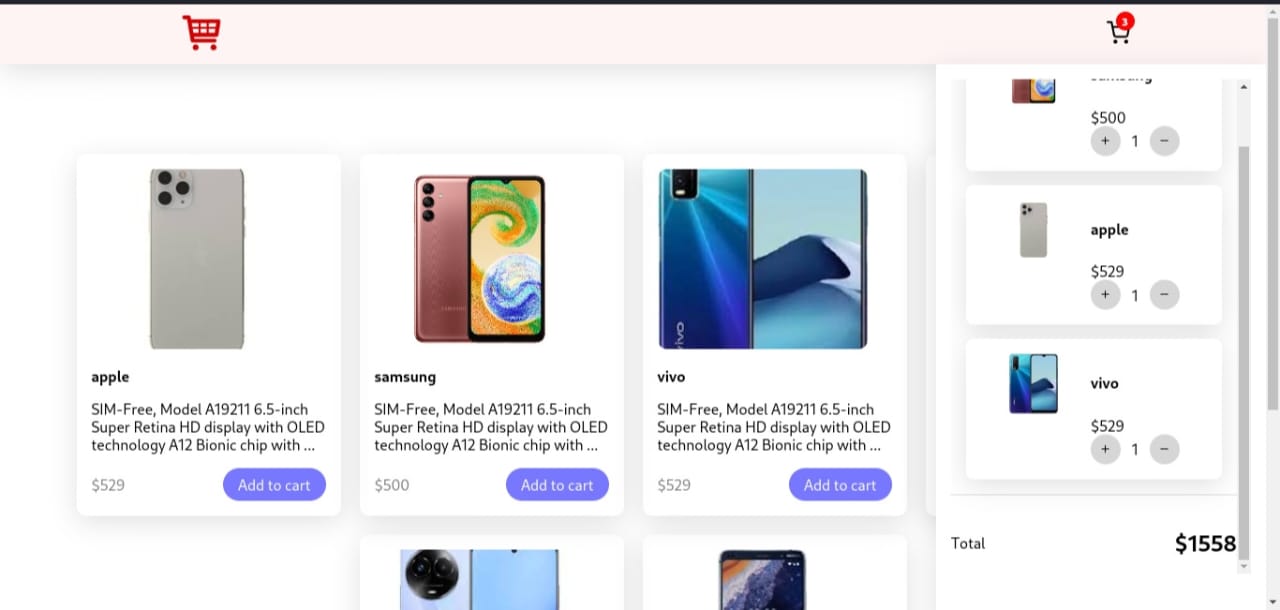 3
apple
SIM-Free, Model A19211 6.5-inch
Super Retina HD display with OLED
technology A12 Bionic chip with ...
$529
Add to cart
samsung
SIM-Free, Model A19211 6.5-inch
Super Retina HD display with OLED
technology A12 Bionic chip with ...
$500
Add to cart
vivo
vivo
SIM-Free, Model A19211 6.5-inch
Super Retina HD display with OLED
technology A12 Bionic chip with ...
$529
Add to cart
samsung
$500
+ 1 −
apple
$529
+ 1 −
vivo
$529
+ 1 −
Total $1558